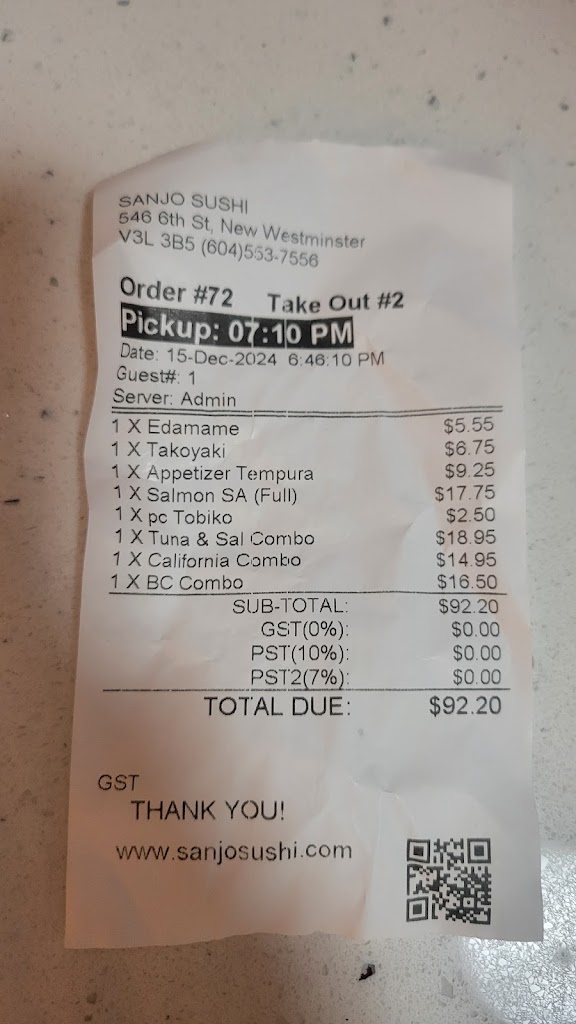 SANJO SUSHI
546 6th St, New Westminster
V3L 3B5 (604)553-7556
Order #72 Take Out #2
Pickup: 07:10 PM
Date: 15-Dec-2024 6:46:10 PM
Guest#: 1
Server: Admin
1 X Edamame $5.55
1 X Takoyaki $6.75
1 X Appetizer Tempura $9.25
1 X Salmon SA (Full) $17.75
1 X pc Tobiko $2.50
1 X Tuna & Sal Combo $18.95
1 X California Combo $14.95
1 X BC Combo $16.50
SUB-TOTAL: $92.20
GST(0%): $0.00
PST(10%): $0.00
PST2(7%): $0.00
TOTAL DUE: $92.20
GST
THANK YOU!
www.sanjosushi.com